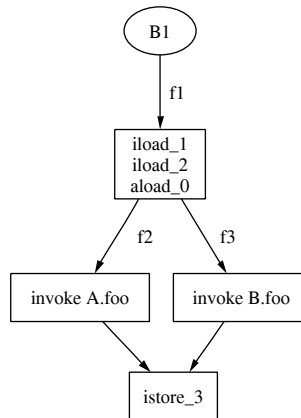 B1
f1
iload_1
iload_2
aload_0
f2
f3
invoke A.foo
invoke B.foo
istore_3